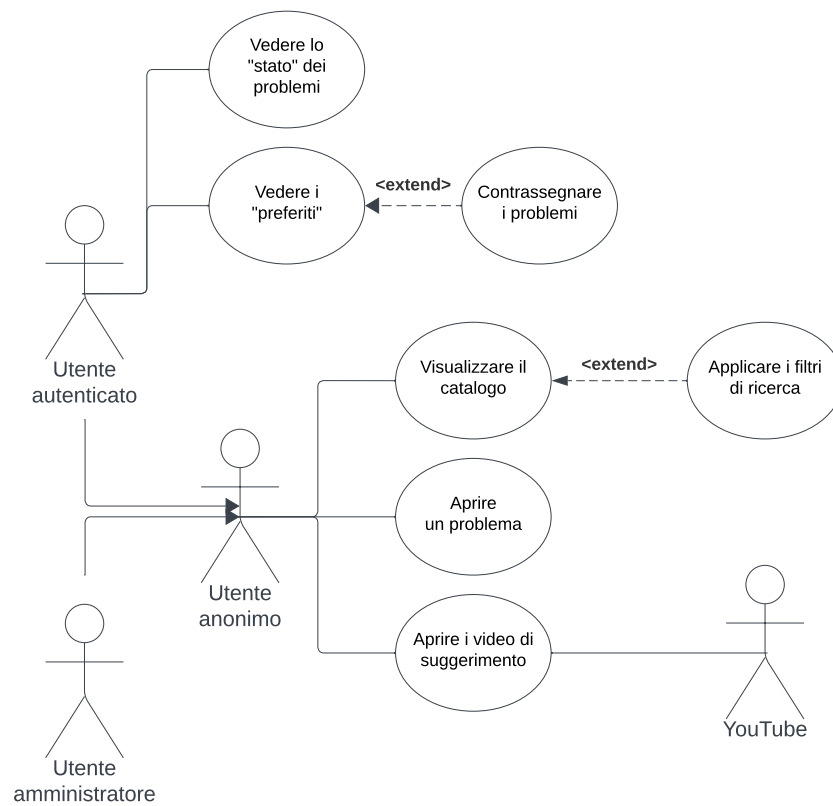 Vedere lo
"stato" dei
problemi
Vedere i
"preferiti"
<extend>
Contrassegnare
i problemi
Utente
autenticato
Visualizzare il
catalogo
<extend>
Applicare i filtri
di ricerca
Aprire
un problema
Utente
anonimo
Aprire i video di
suggerimento
YouTube
Utente
amministratore